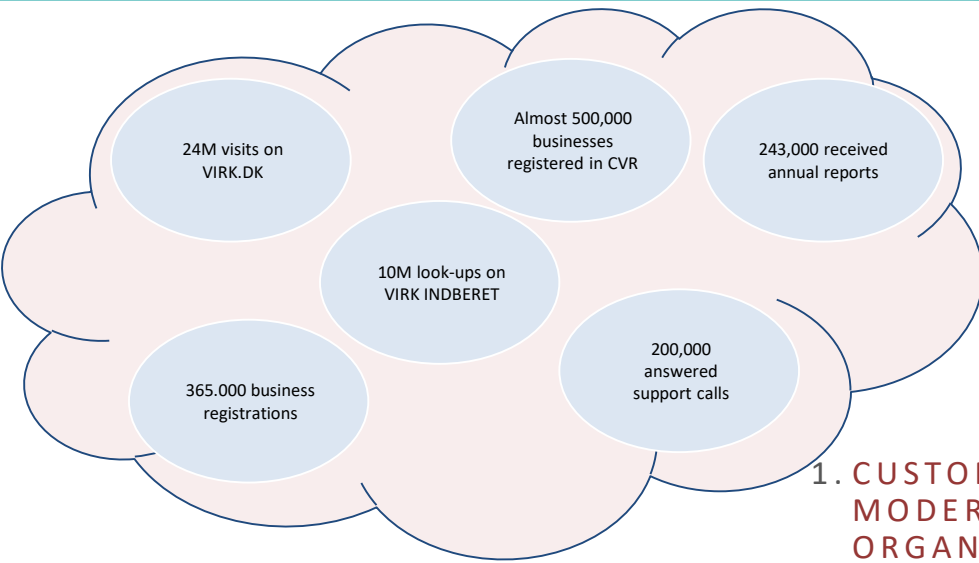 24M visits on
VIRK.DK
Almost 500,000
businesses
registered in CVR
243,000 received
annual reports
10M look-ups on
VIRK INDBERET
365.000 business
registrations
200,000
answered
support calls
1.